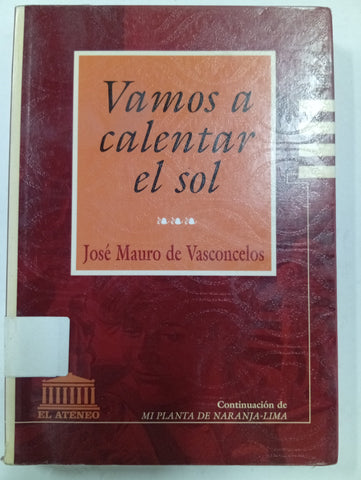 Vamos a
calentar
el sol
José Mauro de Vasconcelos
EL ATENEO
Continuación de
MI PLANTA DE NARANJA-LIMA